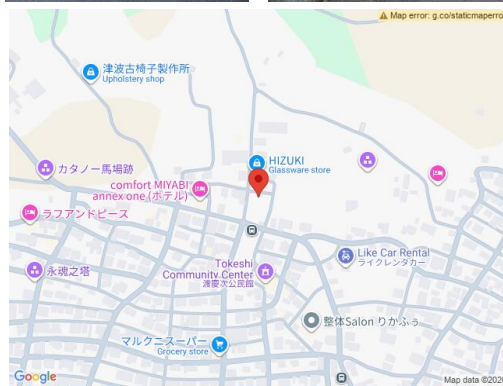 Map error: g.co/staticmaperro
津波古椅子製作所
Upholstery shop
HIZUKI
Glassware store
カタノー馬場跡
comfort MIYABI
annex one (ホテル)
ラフアンドピース
Like Car Rental
ライクレンタカー
Tokeshi
Community Center
渡慶次公民館
永魂之塔
整体Salon りかふぅ
マルクニスーパー
Grocery store
Google
Map data ©202